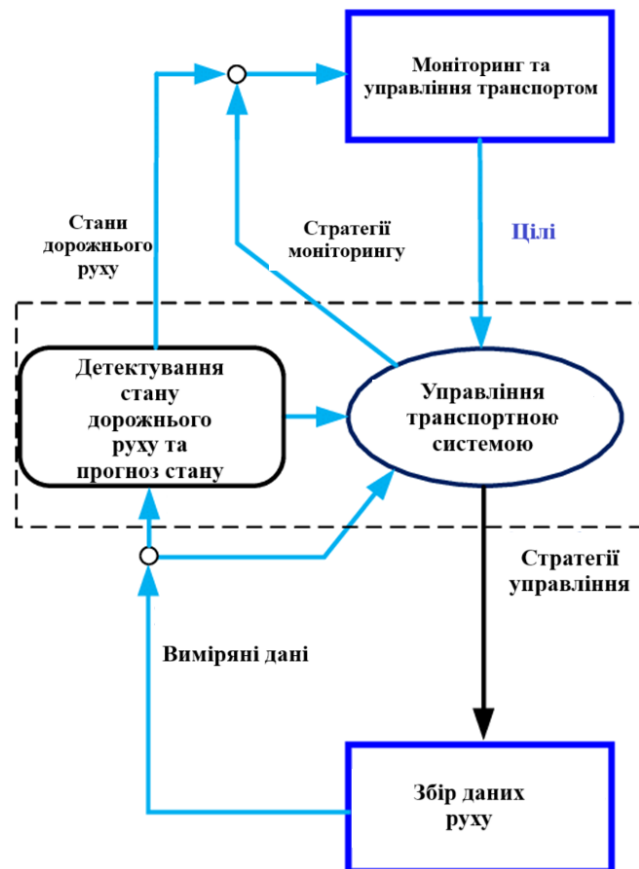 Моніторинг та
управління транспортом
Стани
дорожнього
руху
Стратегії
моніторингу
Цілі
Детектування
стану
дорожнього
руху та
прогноз стану
Управління
транспортною
системою
Стратегії
управління
Виміряні дані
Збір даних
руху